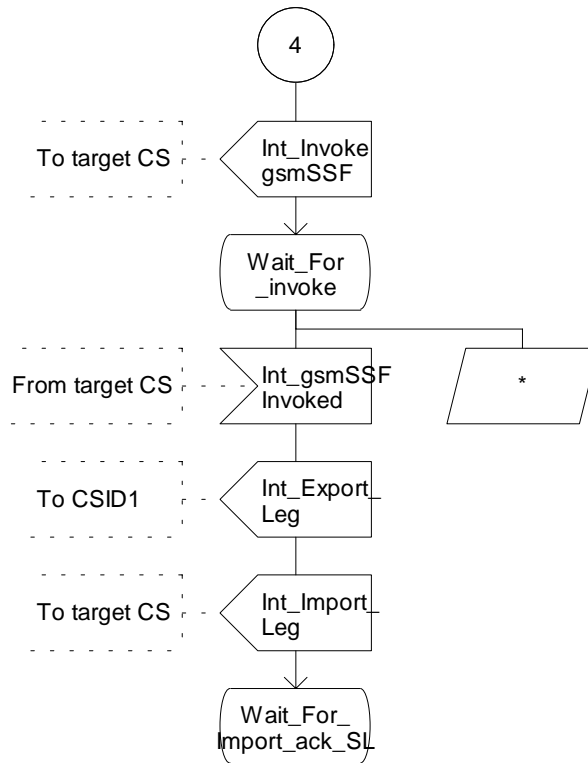 4
To target CS
Int_Invoke
gsmSSF
Wait_For
_invoke
From target CS
Int_gsmSSF
Invoked
*
To CSID1
Int_Export_
Leg
To target CS
Int_Import_
Leg
Wait_For_
Import_ack_SL